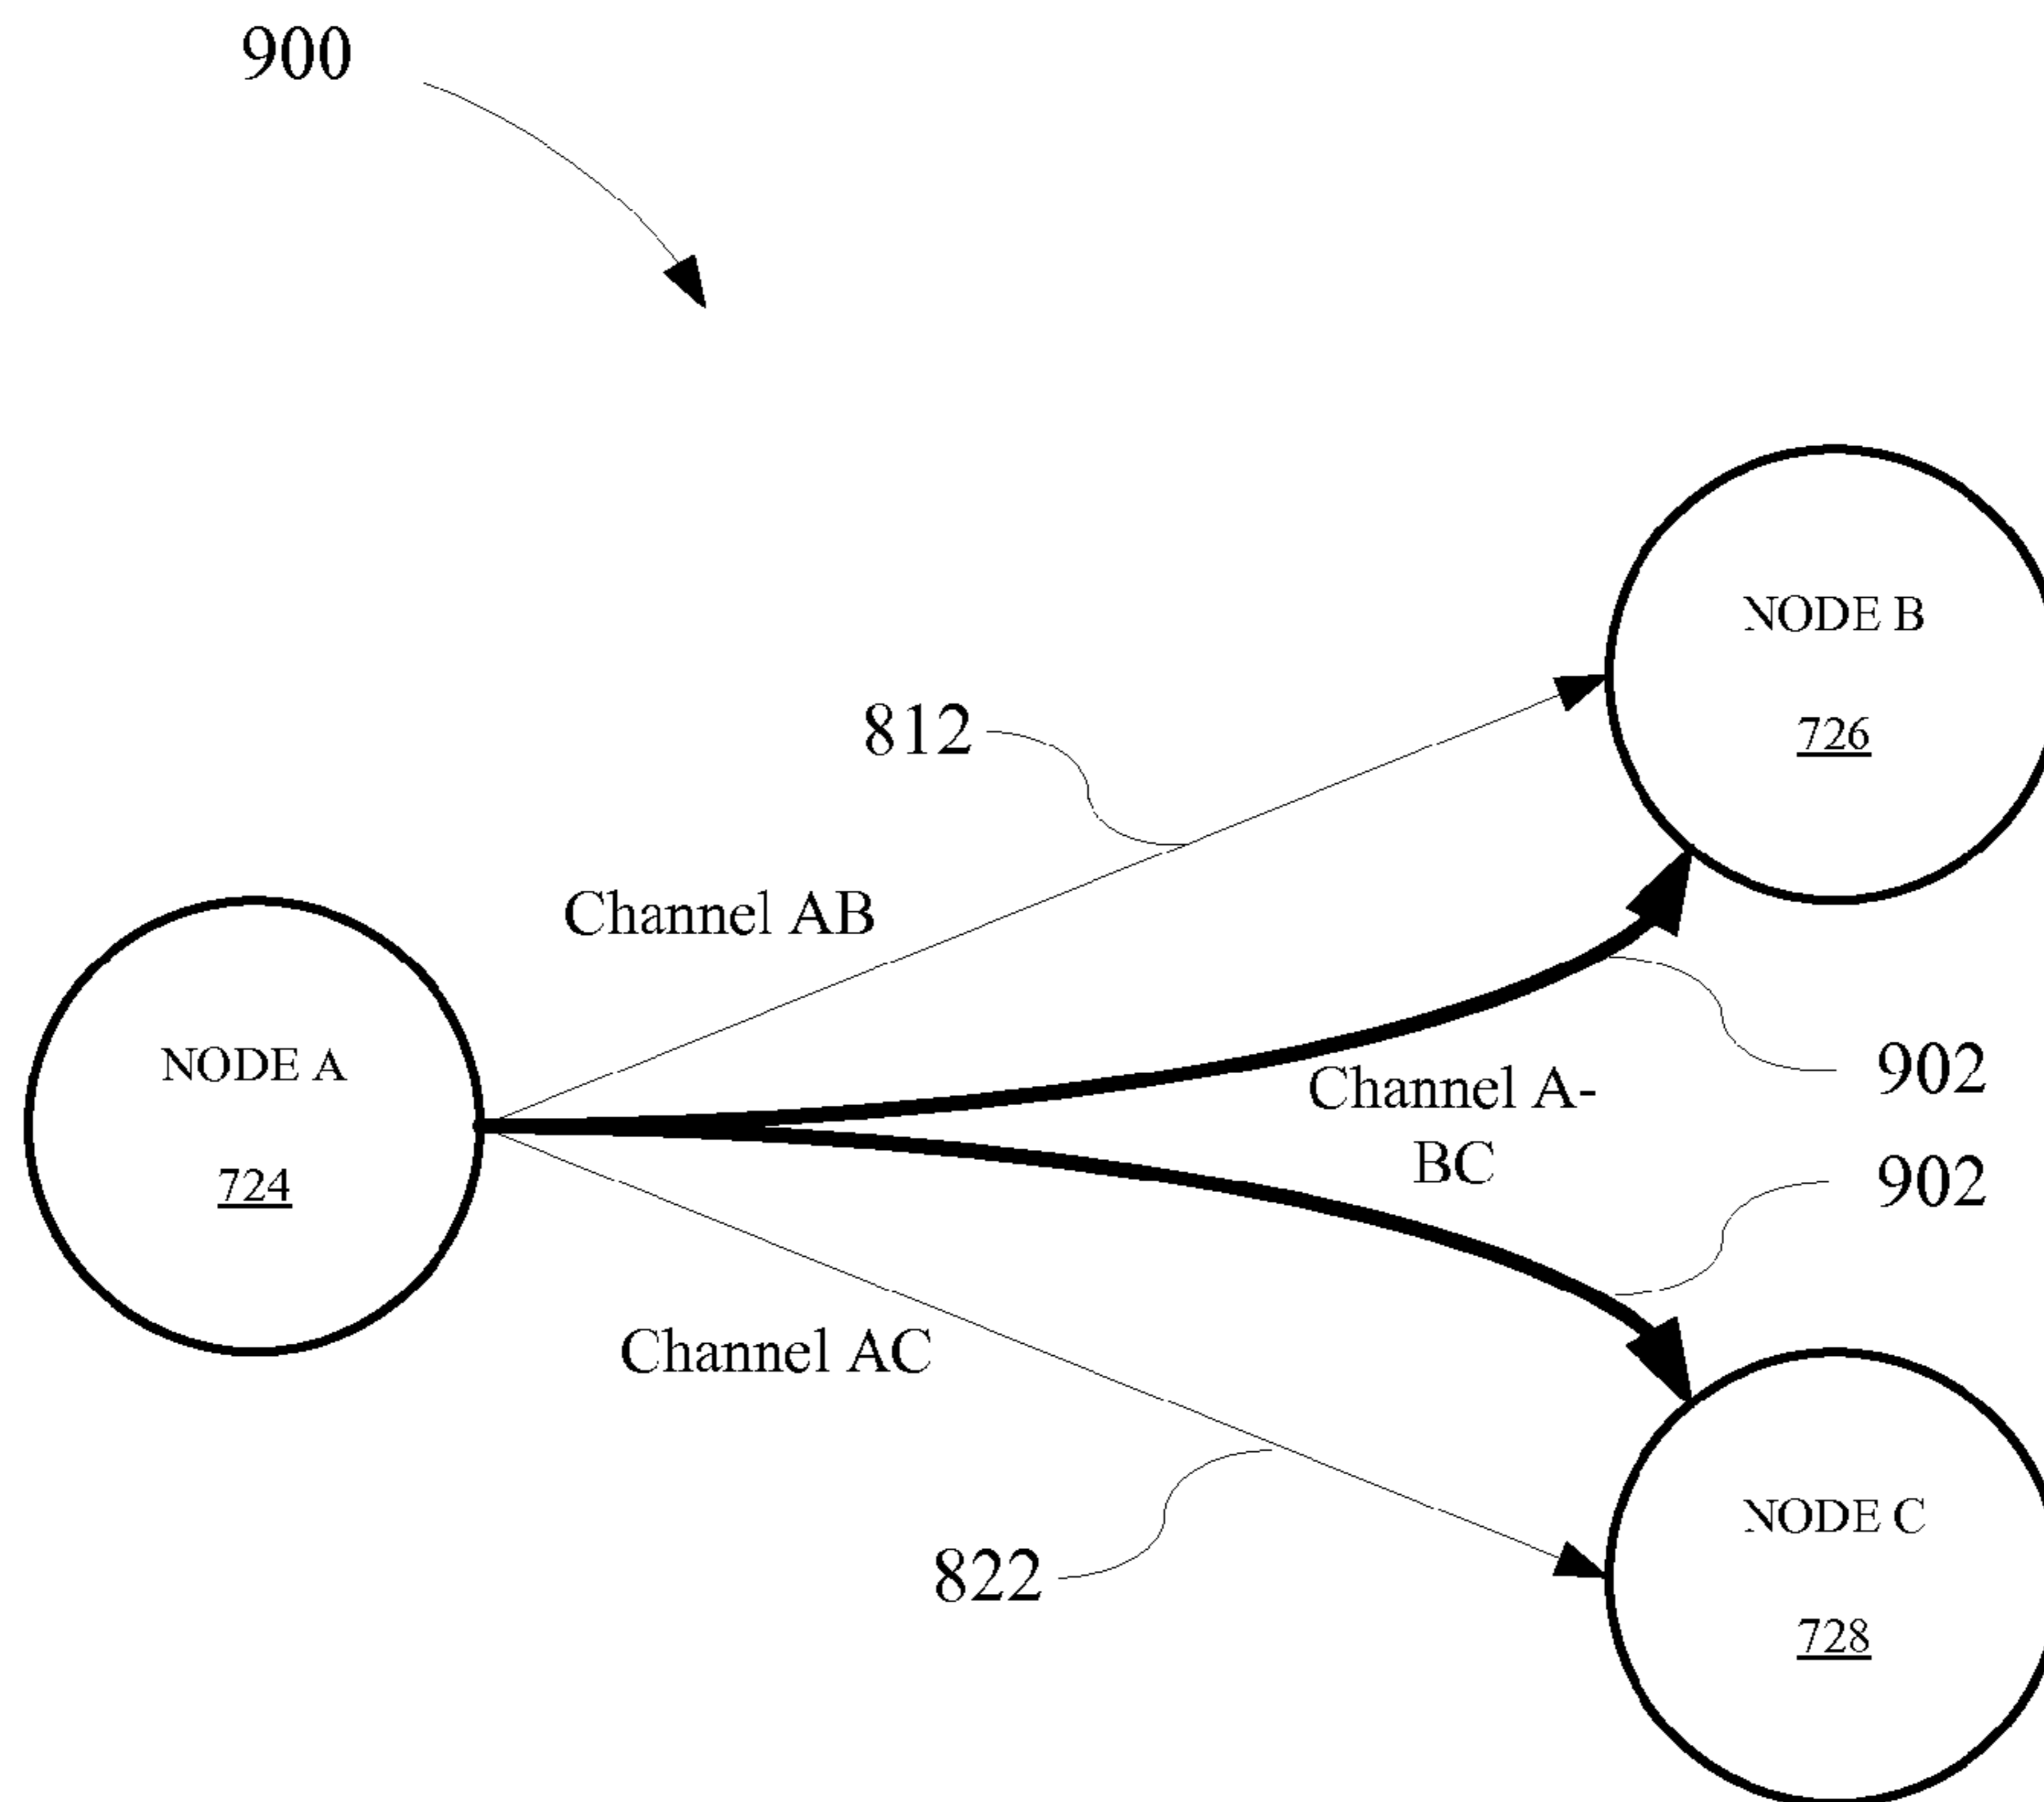 900
NODE B
812
726
Channel AB
NODE A
902
Channel A-
BC
724
902
Channel AC
NODE C
822
728